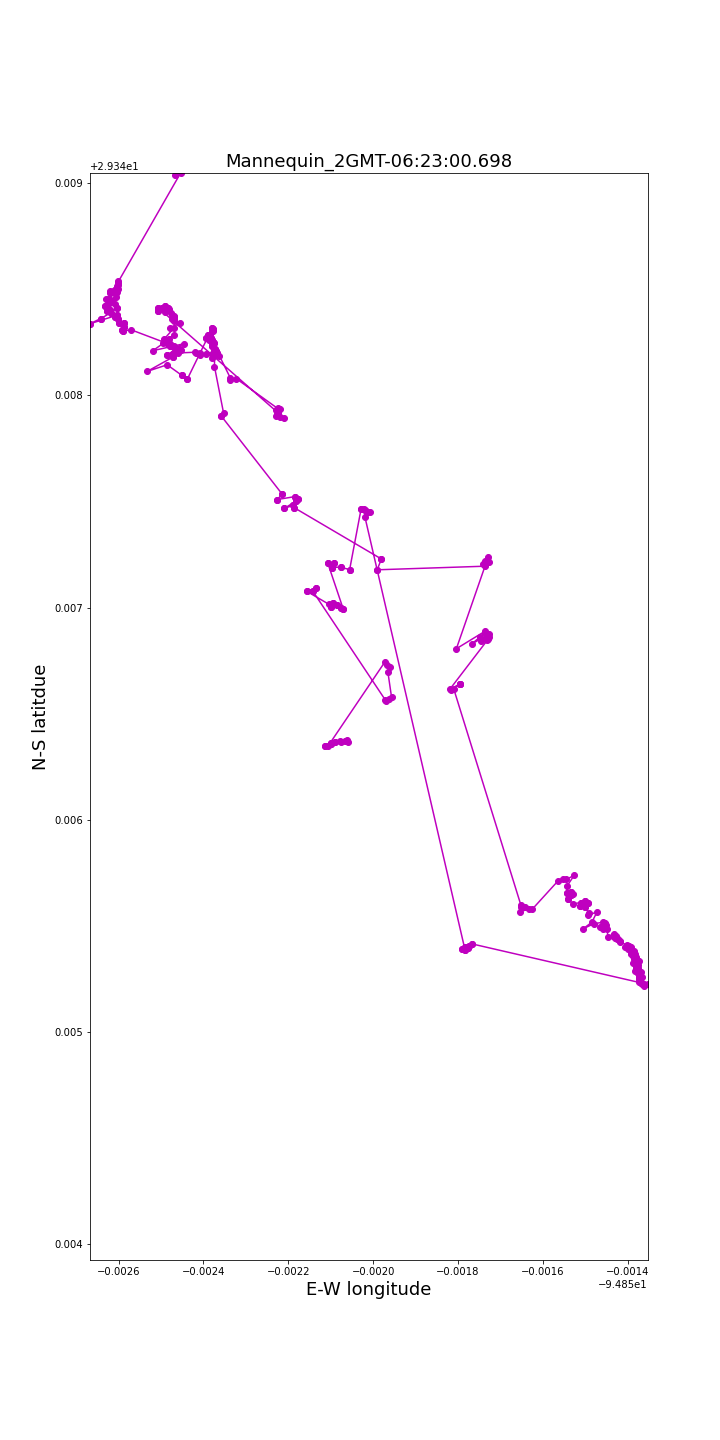 Mannequin_2GMT-06:23:00.698
+2.934e1
0.009
0.008
0.007
0.006
0.005
0.004
N-S latitdue
−0.0026 −0.0024 −0.0022 −0.0020 −0.0018 −0.0016 −0.0014
−9.485e1
E-W longitude